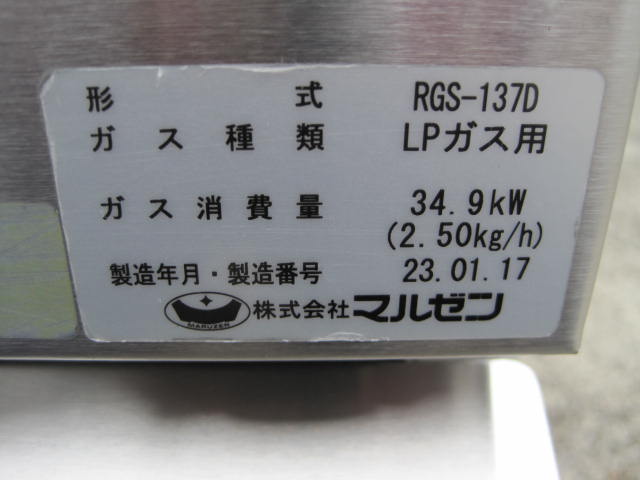 形式 RGS-137D
ガス種類 LPガス用
ガス消費量 34.9kW
(2.50kg/h)
製造年月・製造番号 23.01.17
MARUZEN 株式会社マルゼン